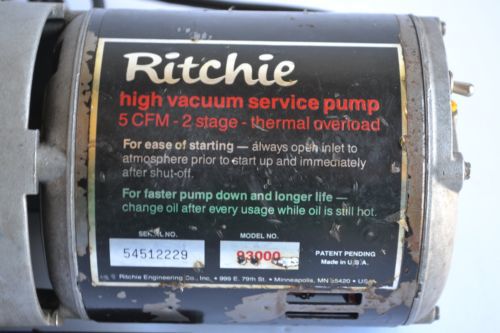 Ritchie
high vacuum service pump
5 CFM - 2 stage - thermal overload
For ease of starting — always open inlet to
atmosphere prior to start up and immediately
after shut-off.
For faster pump down and longer life —
change oil after every usage while oil is still hot.
SERIAL NO. MODEL NO.
54512229 93000 PATENT PENDING
Made in U.S.A.
Ritchie Engineering Co., Inc. • 999 E. 79th St. • Minneapolis, MN 55420 • USA